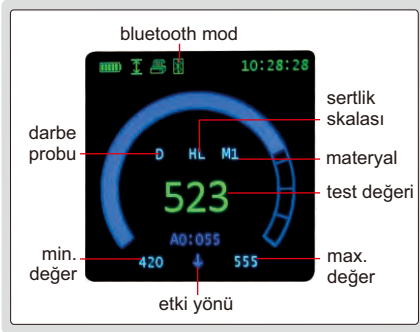 bluetooth mod
10:28:28
sertlik
skalası
darbe
probu
D HL M1
materyal
523
test değeri
A0:055
min.
değer
420
555
max.
değer
etki yönü